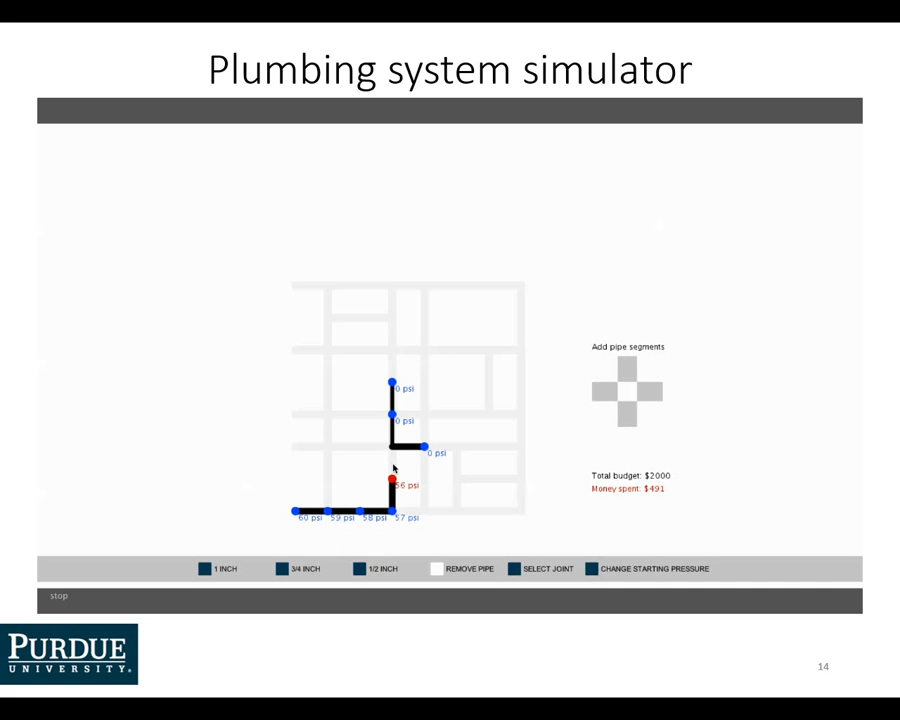 Plumbing system simulator
Add pipe segments
0 psi
0 psi
0 psi
56 psi
Total budget: $2000
Money spent: $491
60 psi 59 psi 58 psi 57 psi
1 INCH 3/4 INCH 1/2 INCH REMOVE PIPE SELECT JOINT CHANGE STARTING PRESSURE
stop
PURDUE
UNIVERSITY.
14